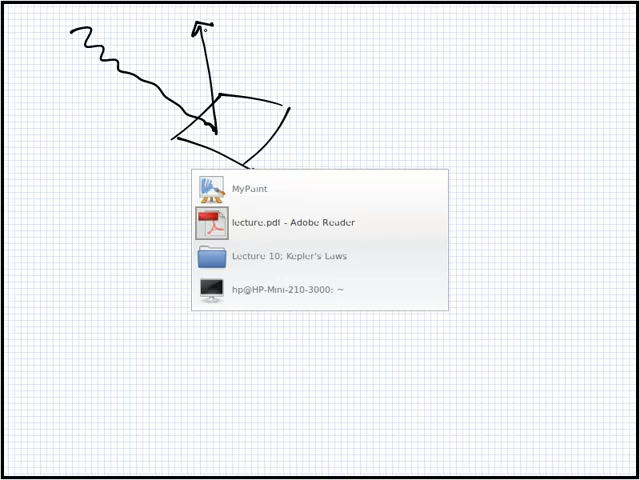 MyPaint
lecture.pdf - Adobe Reader
Lecture 10; Kepler's Laws
hp@HP-Mini-210-3000: ~